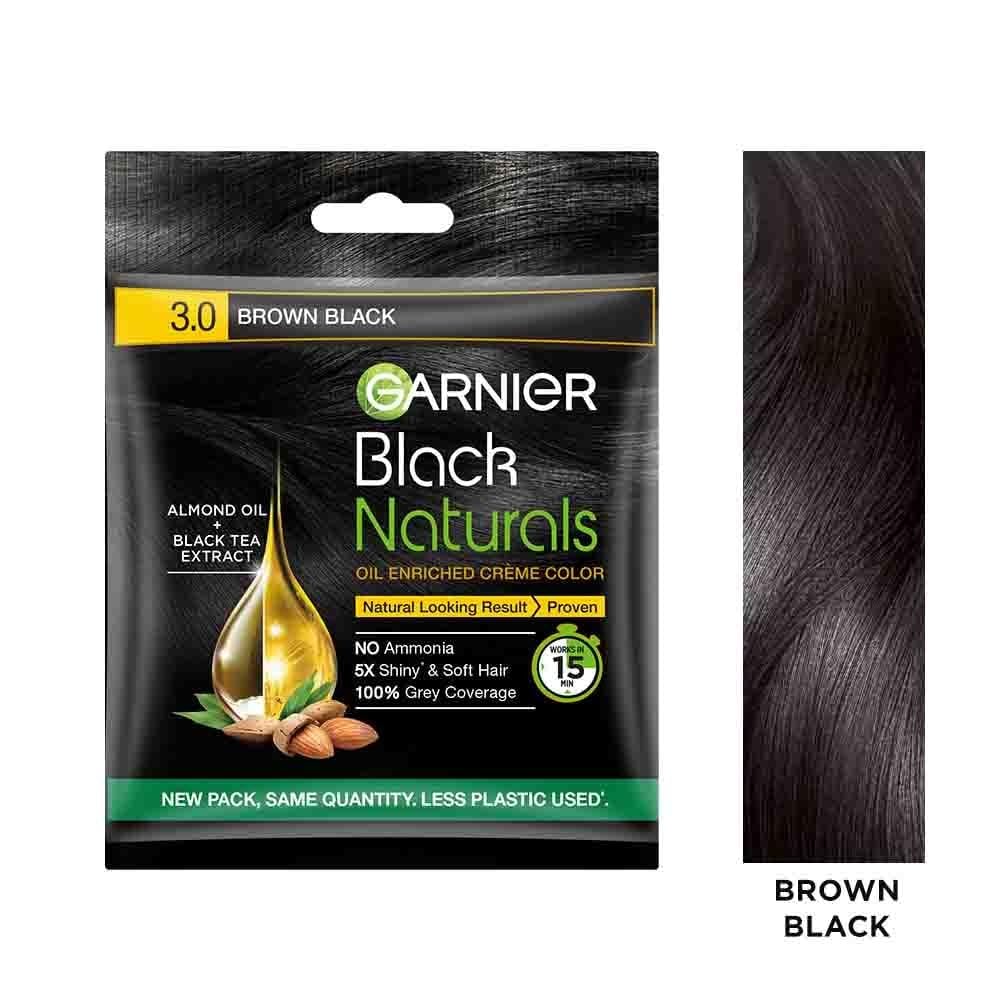 3.0 BROWN BLACK
GARNIER
Black
Naturals
OIL ENRICHED CRÈME COLOR
Natural Looking Result Proven
ALMOND OIL
+
BLACK TEA
EXTRACT
NO Ammonia
5X Shiny* & Soft Hair
100% Grey Coverage
WORKS IN
15
MIN
NEW PACK, SAME QUANTITY. LESS PLASTIC USED*.
BROWN
BLACK